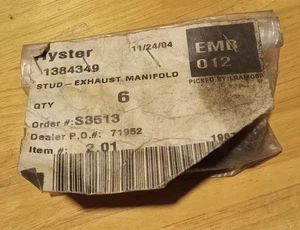 Hyster 11/24/04 EMR
1384349 012
STUD-EXHAUST MANIFOLD PICKED BY
QTY 6
Order #: S3513
Dealer P.O.#: 71952
Item #: 2.01